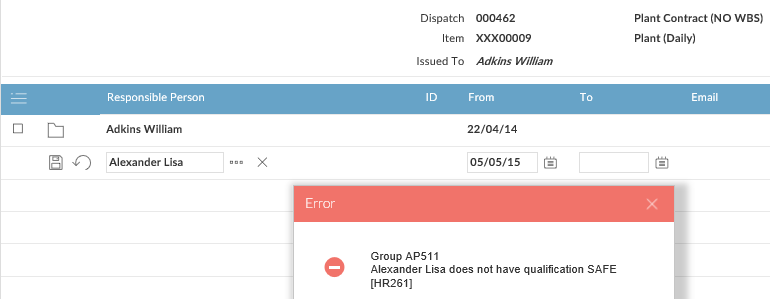 Dispatch 000462 Plant Contract (NO WBS)
Item XXX00009 Plant (Daily)
Issued To Adkins William
Responsible Person ID From To Email
Adkins William 22/04/14
Alexander Lisa 05/05/15
Error
Group AP511
Alexander Lisa does not have qualification SAFE
[HR261]